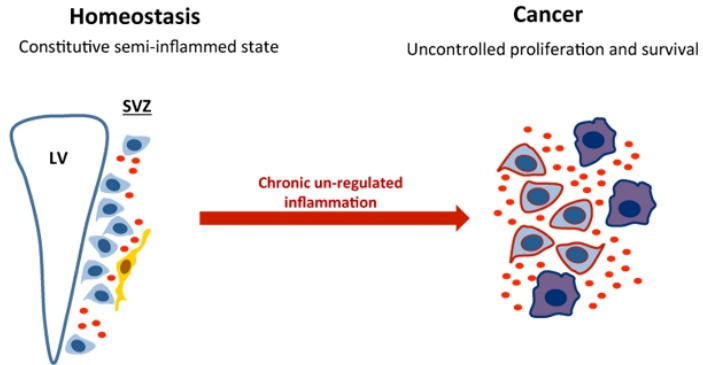 Homeostasis
Constitutive semi-inflammed state
Cancer
Uncontrolled proliferation and survival
SVZ
LV
Chronic un-regulated
inflammation